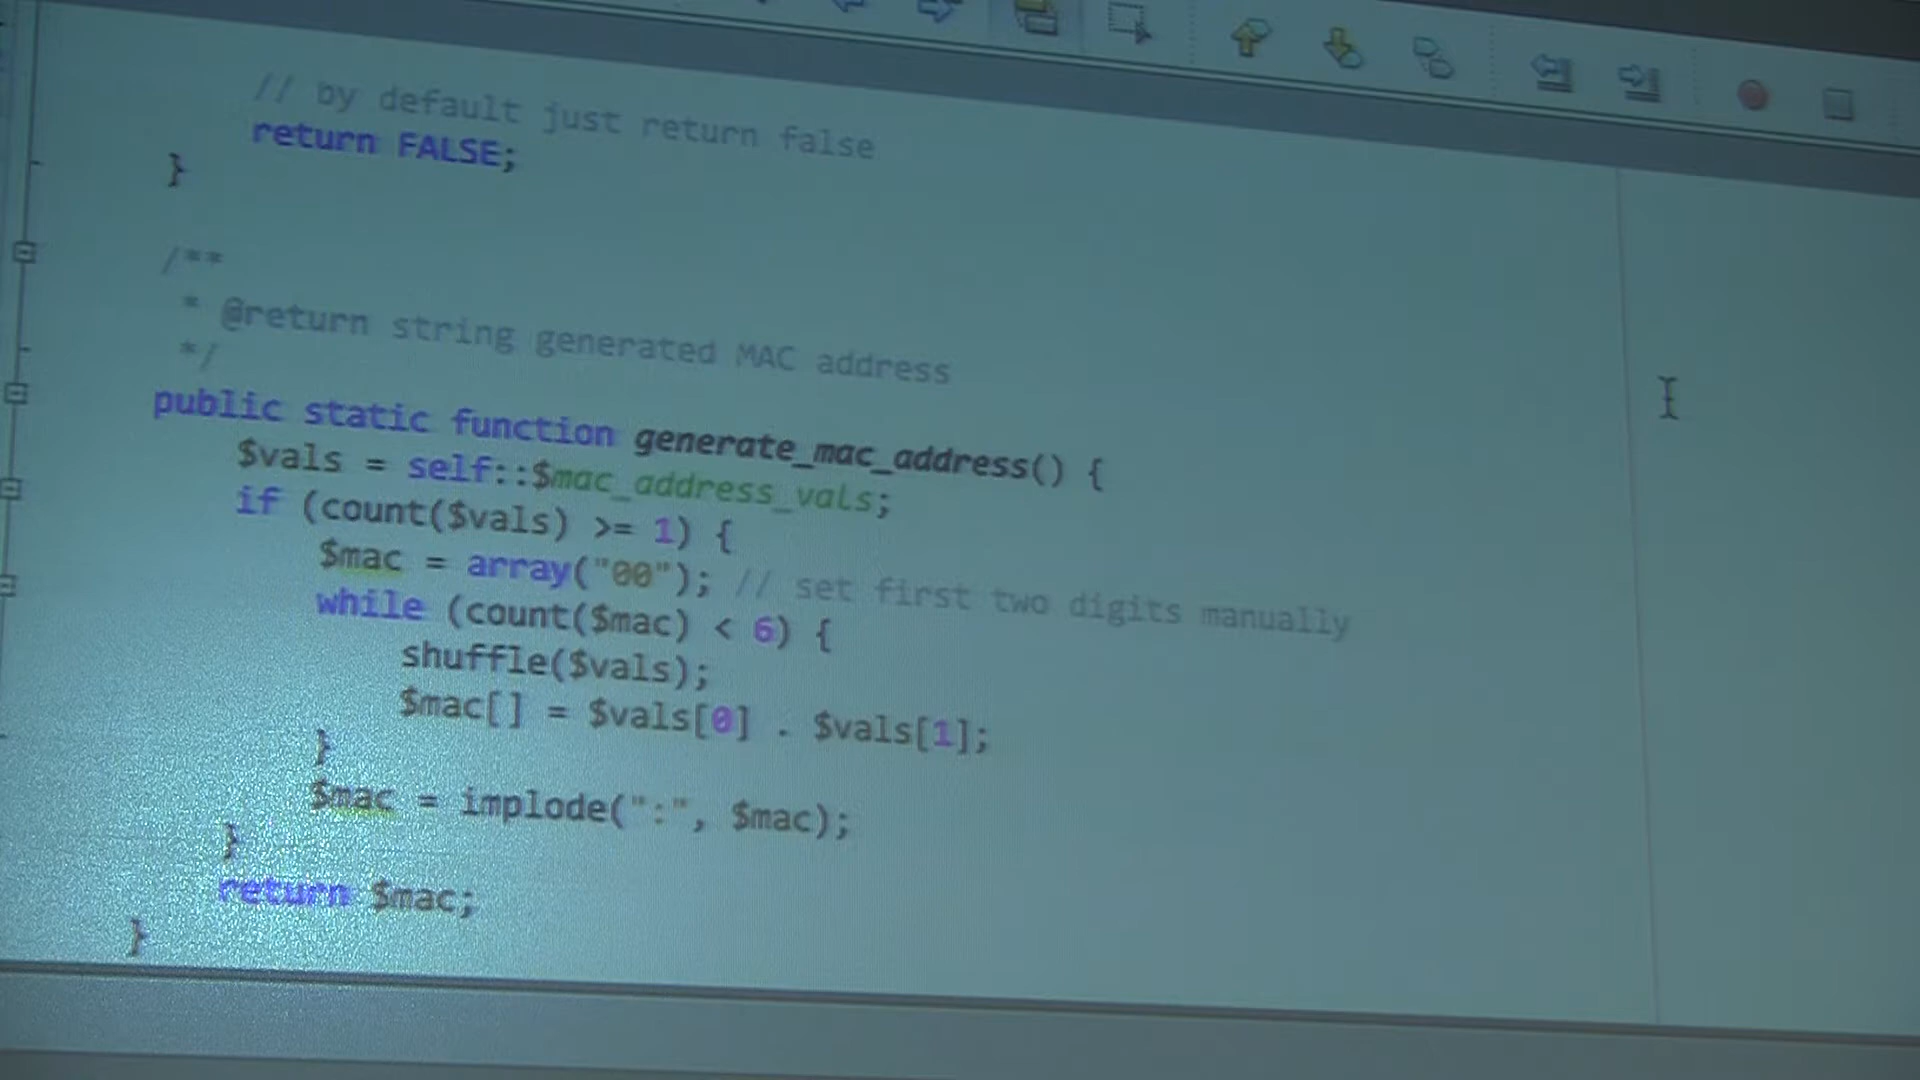 // by default just return false
return FALSE;
}
/**
* @return string generated MAC address
*/
public static function generate_mac_address() {
$vals = self::$mac_address_vals;
if (count($vals) >= 1) {
$mac = array("00"); // set first two digits manually
while (count($mac) < 6) {
shuffle($vals);
$mac[] = $vals[0] . $vals[1];
}
$mac = implode(":", $mac);
}
return $mac;
}